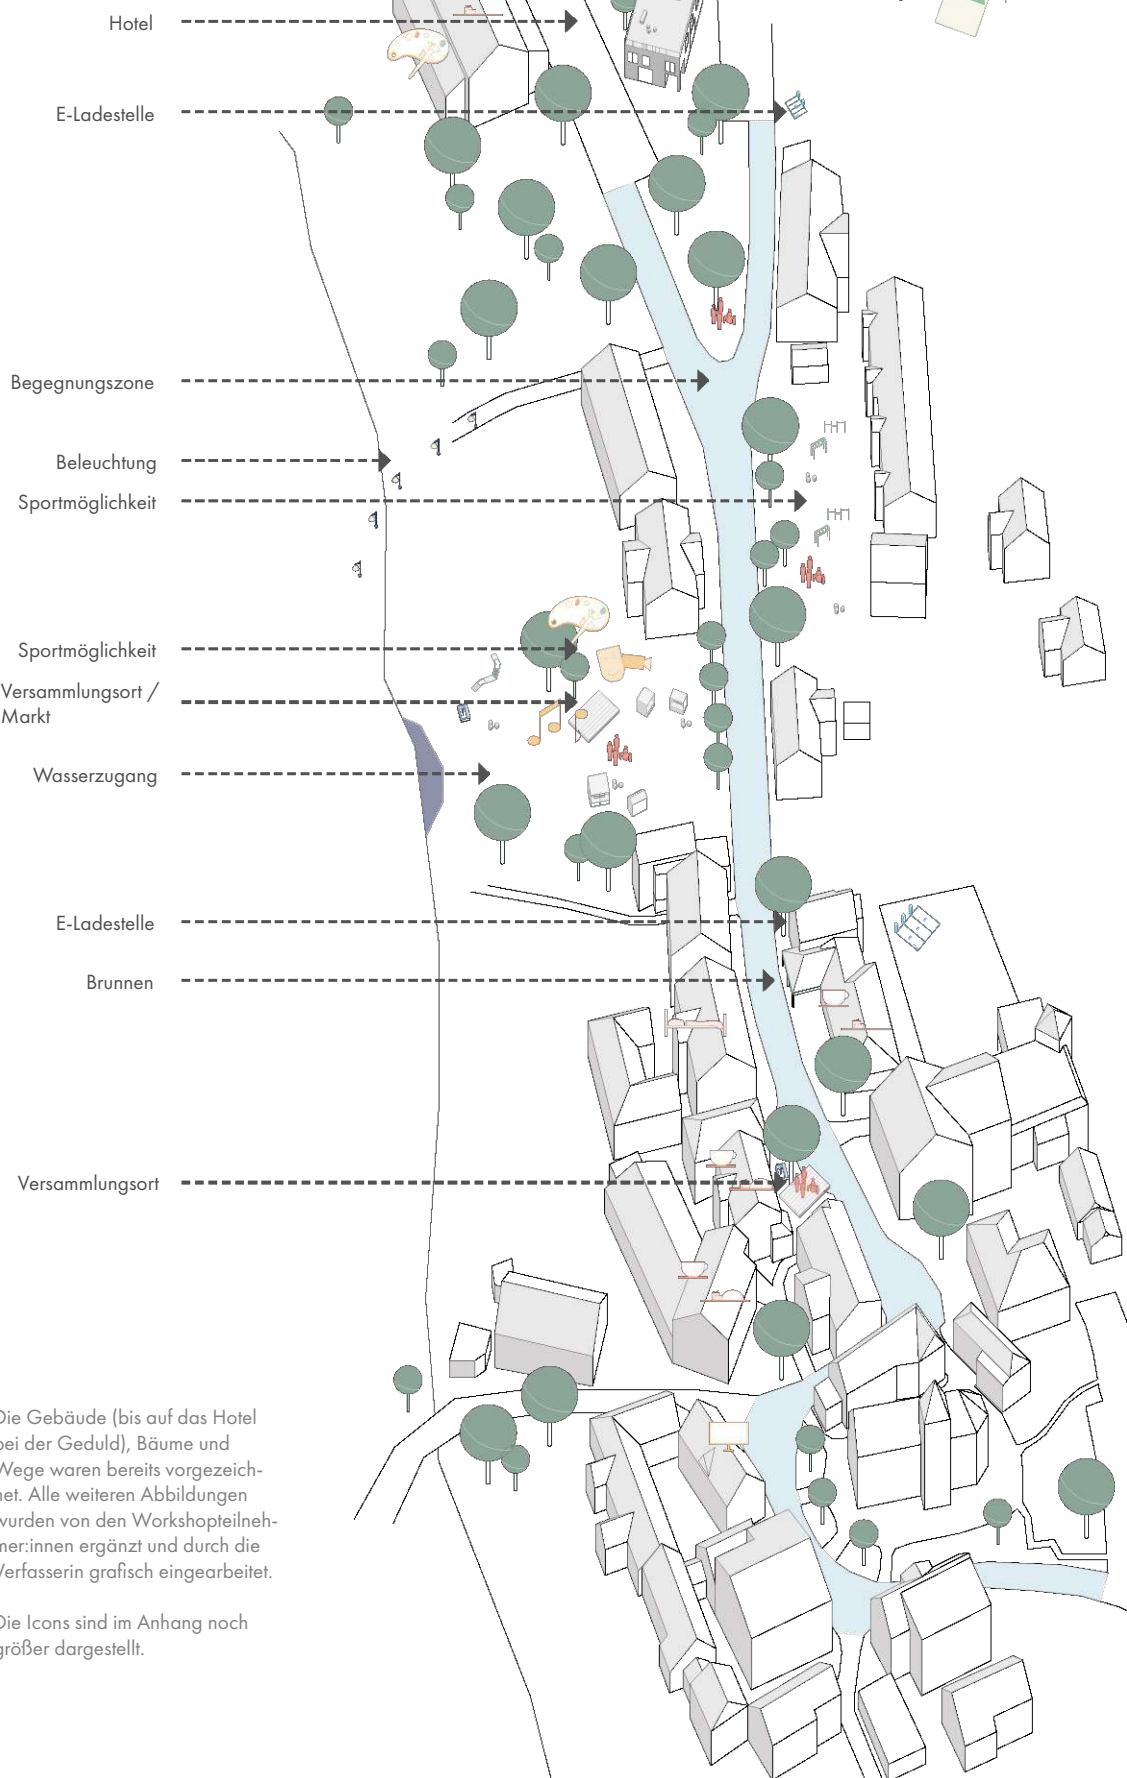 Hotel
E-Ladestelle
Begegnungszone
Beleuchtung
Sportmöglichkeit
Sportmöglichkeit
Versammlungsort /
Markt
Wasserzugang
E-Ladestelle
Brunnen
Versammlungsort
Die Gebäude (bis auf das Hotel
bei der Geduld), Bäume und
Wege waren bereits vorgezeich-
net. Alle weiteren Abbildungen
wurden von den Workshopteilneh-
mer:innen ergänzt und durch die
Verfasserin grafisch eingearbeitet.
Die Icons sind im Anhang noch
größer dargestellt.